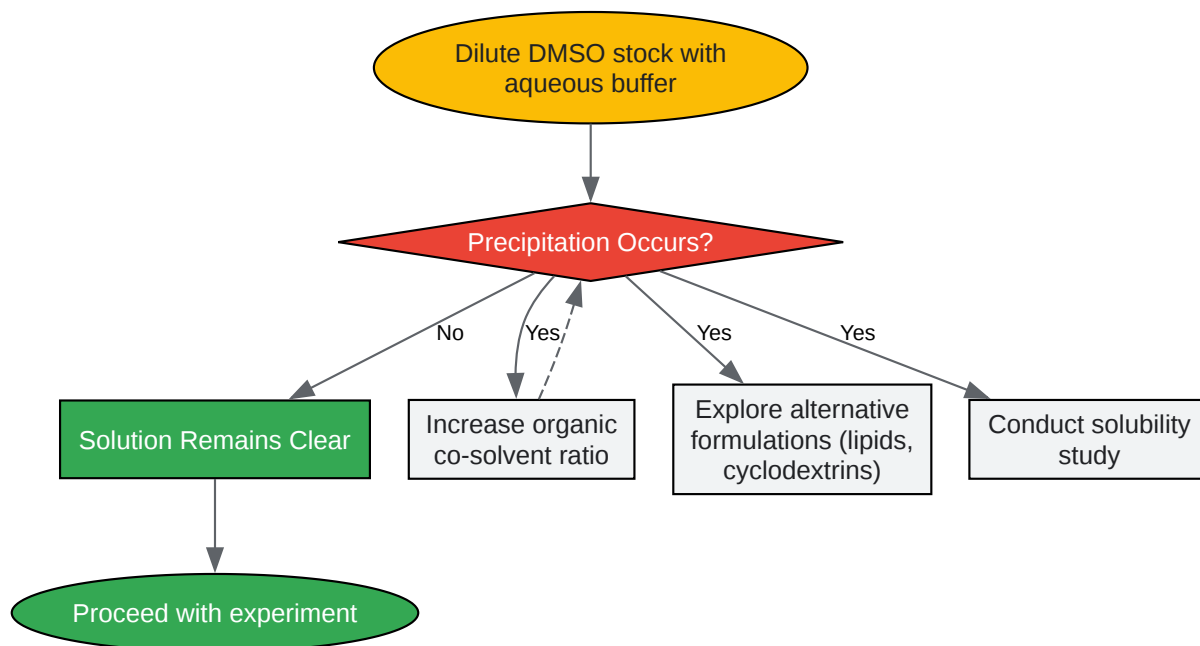 Dilute DMSO stock with
aqueous buffer
Precipitation Occurs?
No
Yes
Yes
Yes
Solution Remains Clear
Increase organic
co-solvent ratio
Explore alternative
formulations (lipids,
cyclodextrins)
Conduct solubility
study
Proceed with experiment